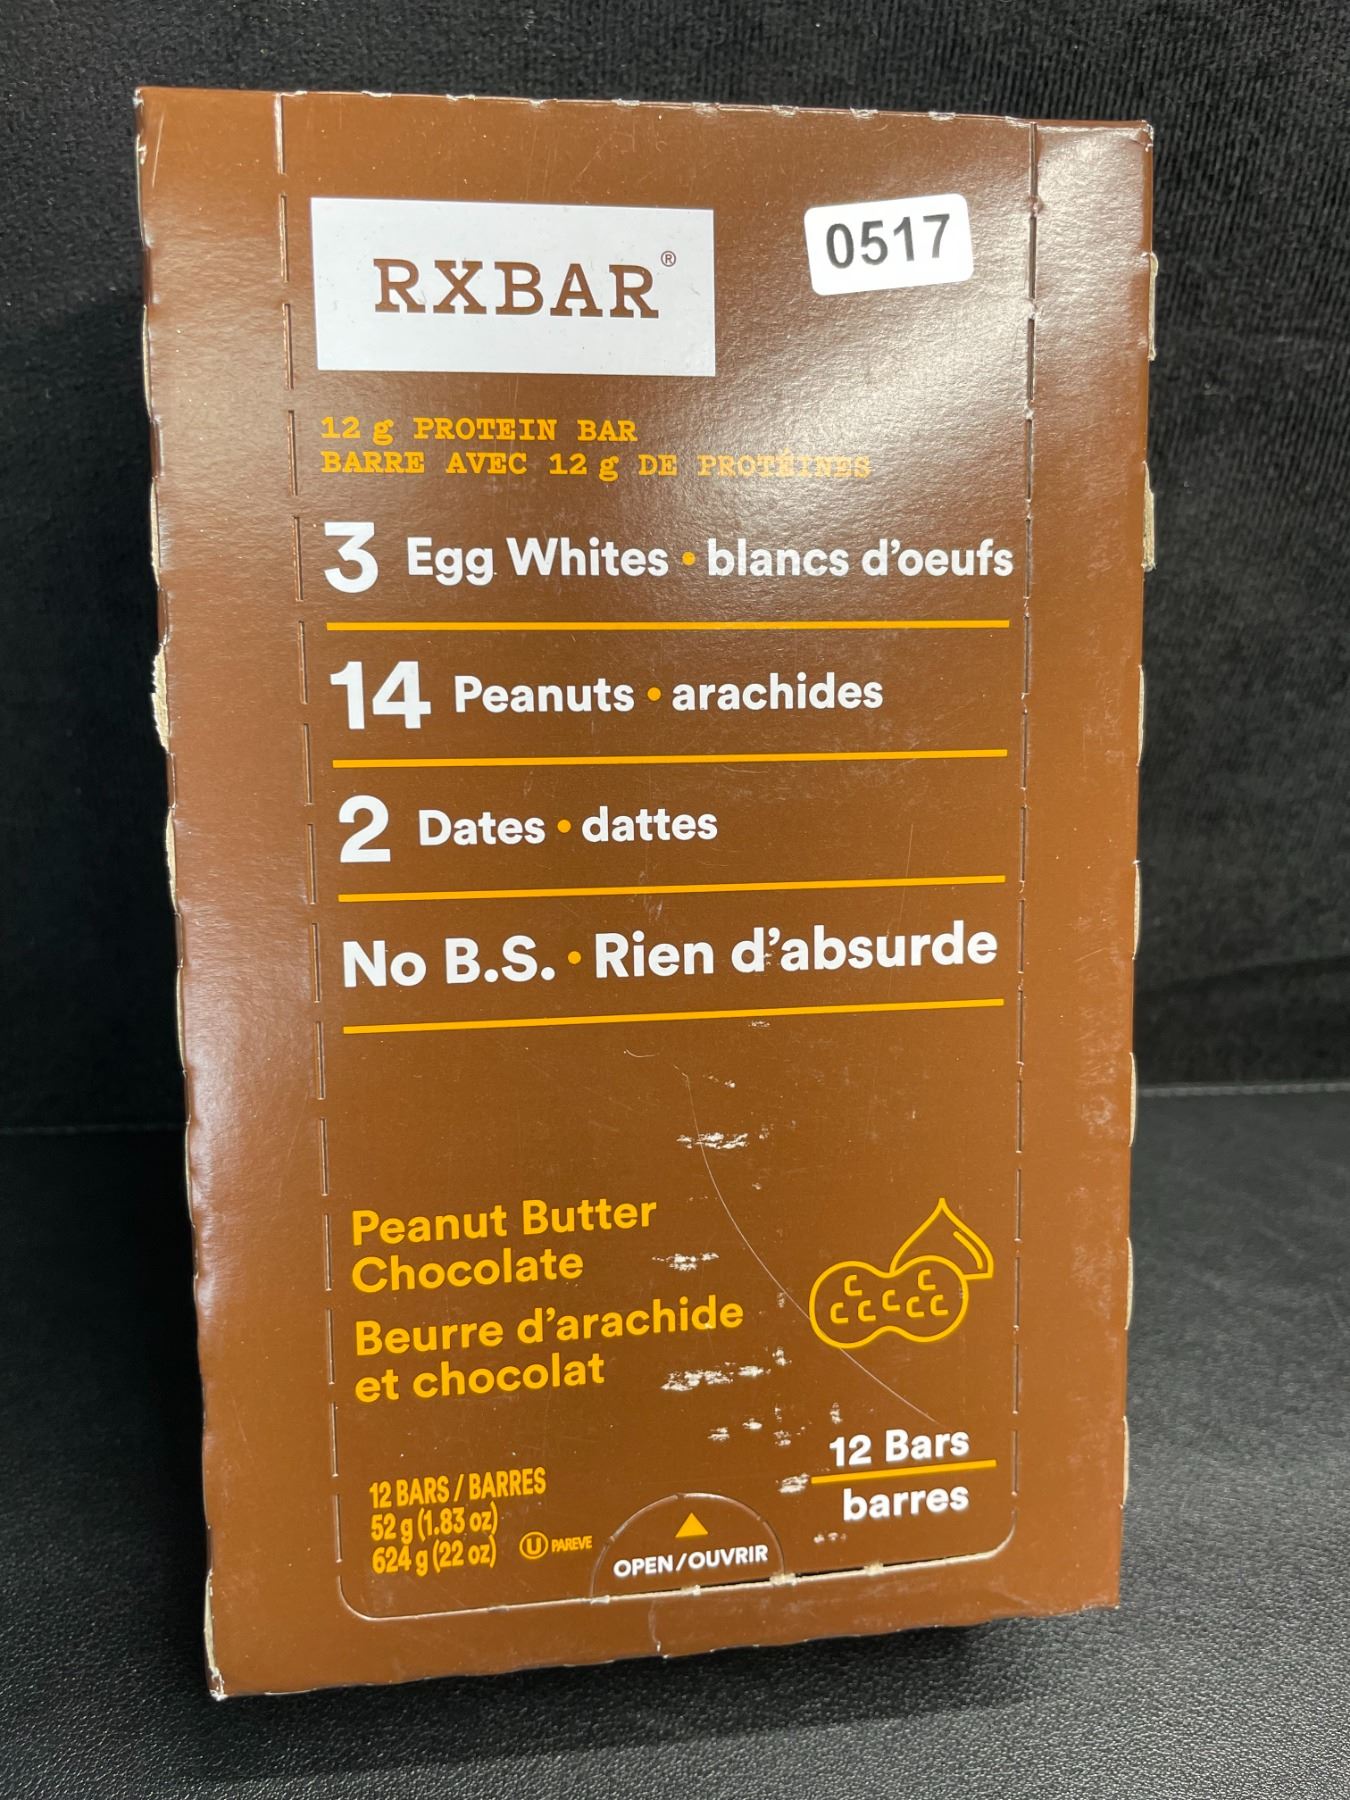 RXBAR®
0517
12 g PROTEIN BAR
BARRE AVEC 12 g DE PROTÉINES
3 Egg Whites • blancs d'oeufs
14 Peanuts • arachides
2 Dates • dattes
No B.S. • Rien d'absurde
Peanut Butter
Chocolate
Beurre d'arachide
et chocolat
C C C C C C C
12 Bars
barres
12 BARS / BARRES
52 g (1.83 oz)
624 g (22 oz)
U PAREVE
OPEN/OUVRIR